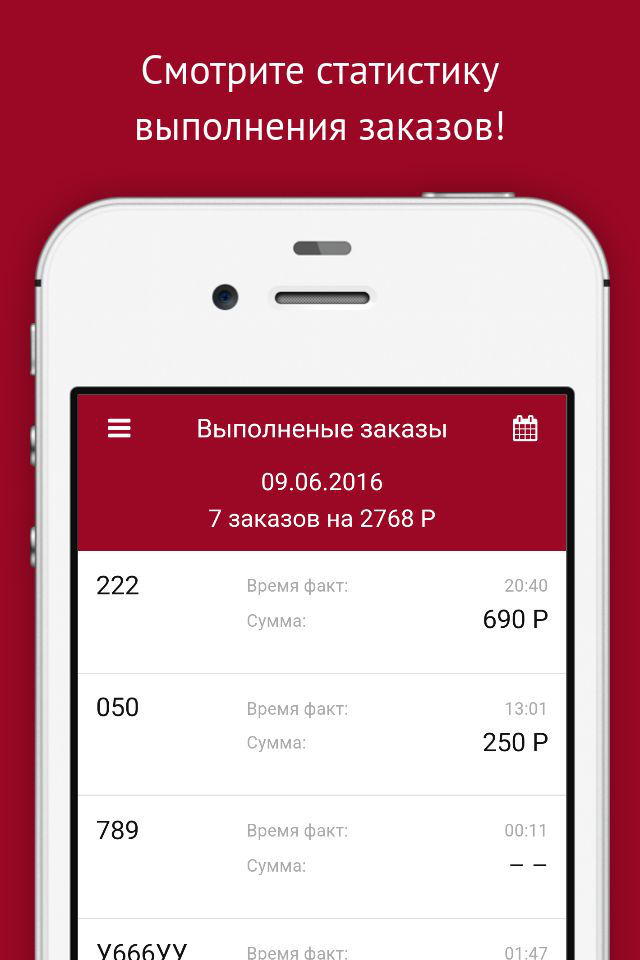 Смотрите статистику
выполнения заказов!
Выполненые заказы
09.06.2016
7 заказов на 2768 Р
222 Время факт: 20:40
Сумма: 690 Р
050 Время факт: 13:01
Сумма: 250 Р
789 Время факт: 00:11
Сумма: – –
У666УУ Время факт: 01:47